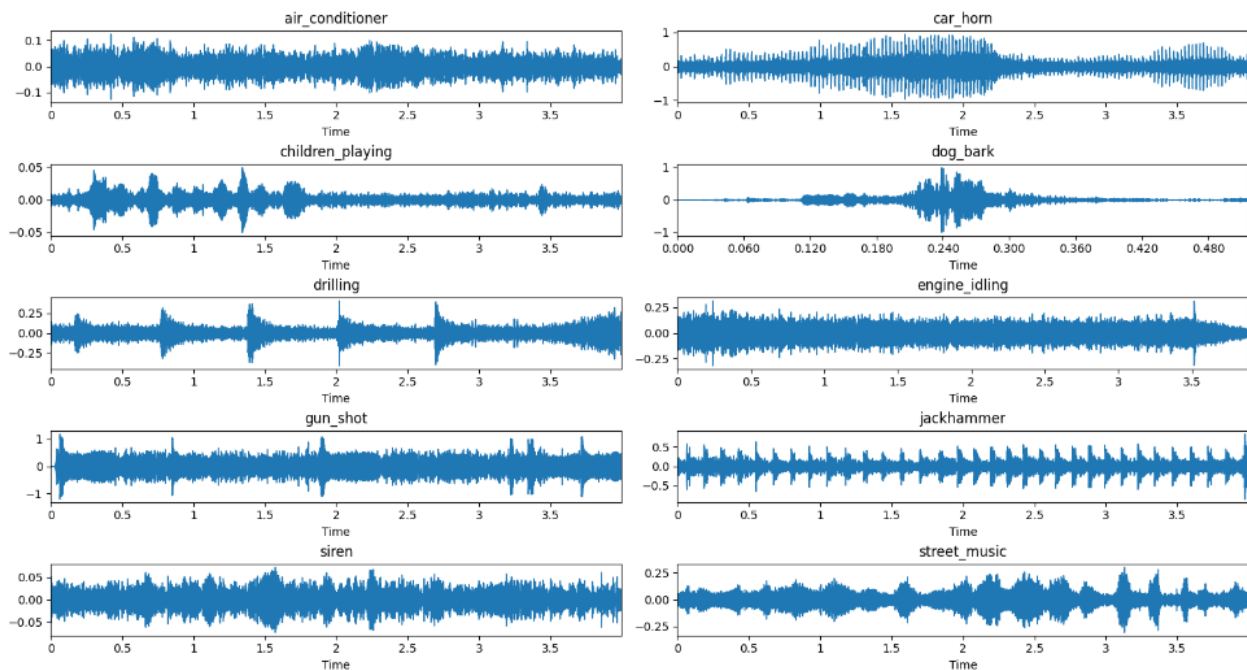 air_conditioner
0.1
0.0
−0.1
0 0.5 1 1.5 2 2.5 3 3.5
Time
car_horn
1
0
−1
0 0.5 1 1.5 2 2.5 3 3.5
Time
children_playing
0.05
0.00
−0.05
0 0.5 1 1.5 2 2.5 3 3.5
Time
dog_bark
1
0
−1
0.000 0.060 0.120 0.180 0.240 0.300 0.360 0.420 0.480
Time
drilling
0.25
0.00
−0.25
0 0.5 1 1.5 2 2.5 3 3.5
Time
engine_idling
0.25
0.00
−0.25
0 0.5 1 1.5 2 2.5 3 3.5
Time
gun_shot
1
0
−1
0 0.5 1 1.5 2 2.5 3 3.5
Time
jackhammer
0.5
0.0
−0.5
0 0.5 1 1.5 2 2.5 3 3.5
Time
siren
0.05
0.00
−0.05
0 0.5 1 1.5 2 2.5 3 3.5
Time
street_music
0.25
0.00
−0.25
0 0.5 1 1.5 2 2.5 3 3.5
Time